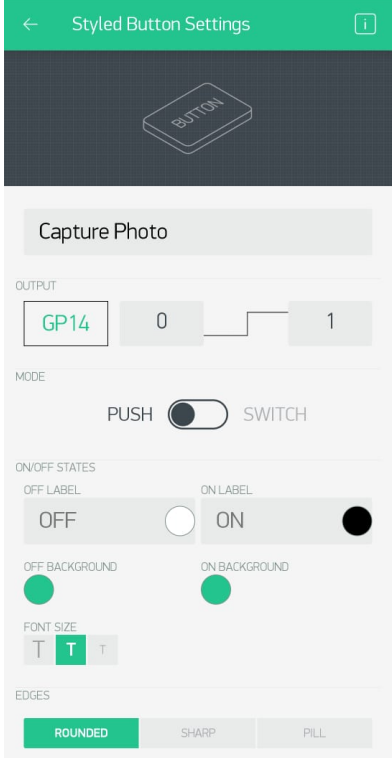 Styled Button Settings
i
BUTTON
Capture Photo
OUTPUT
GP14 0 1
MODE
PUSH SWITCH
ON/OFF STATES
OFF LABEL ON LABEL
OFF ON
OFF BACKGROUND ON BACKGROUND
FONT SIZE
T T T
EDGES
ROUNDED SHARP PILL